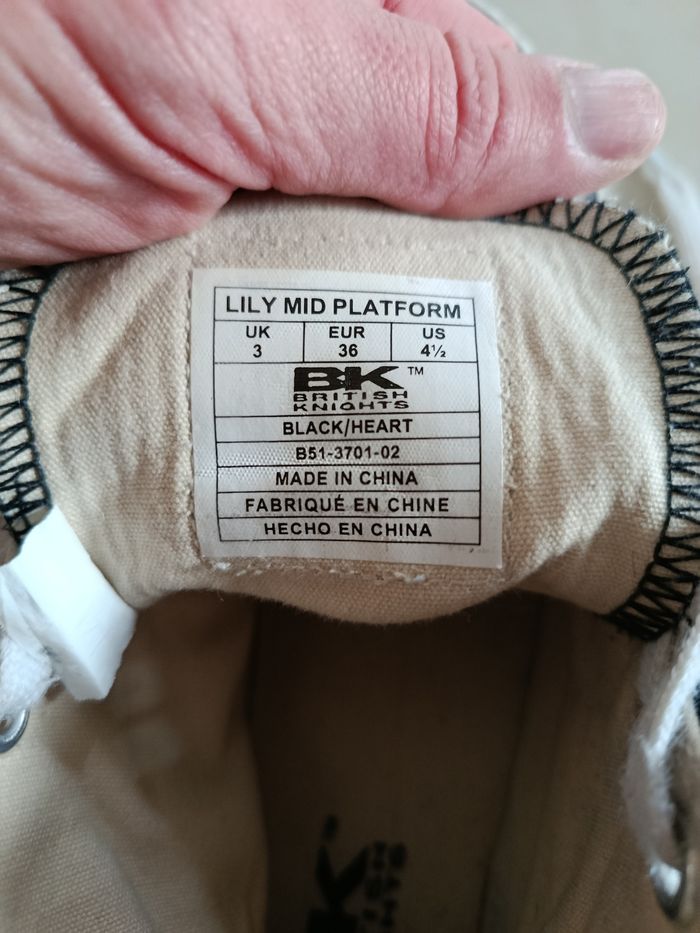 LILY MID PLATFORM
UK EUR US
3 36 4½
BK™
BRITISH
KNIGHTS
BLACK/HEART
B51-3701-02
MADE IN CHINA
FABRIQUÉ EN CHINE
HECHO EN CHINA